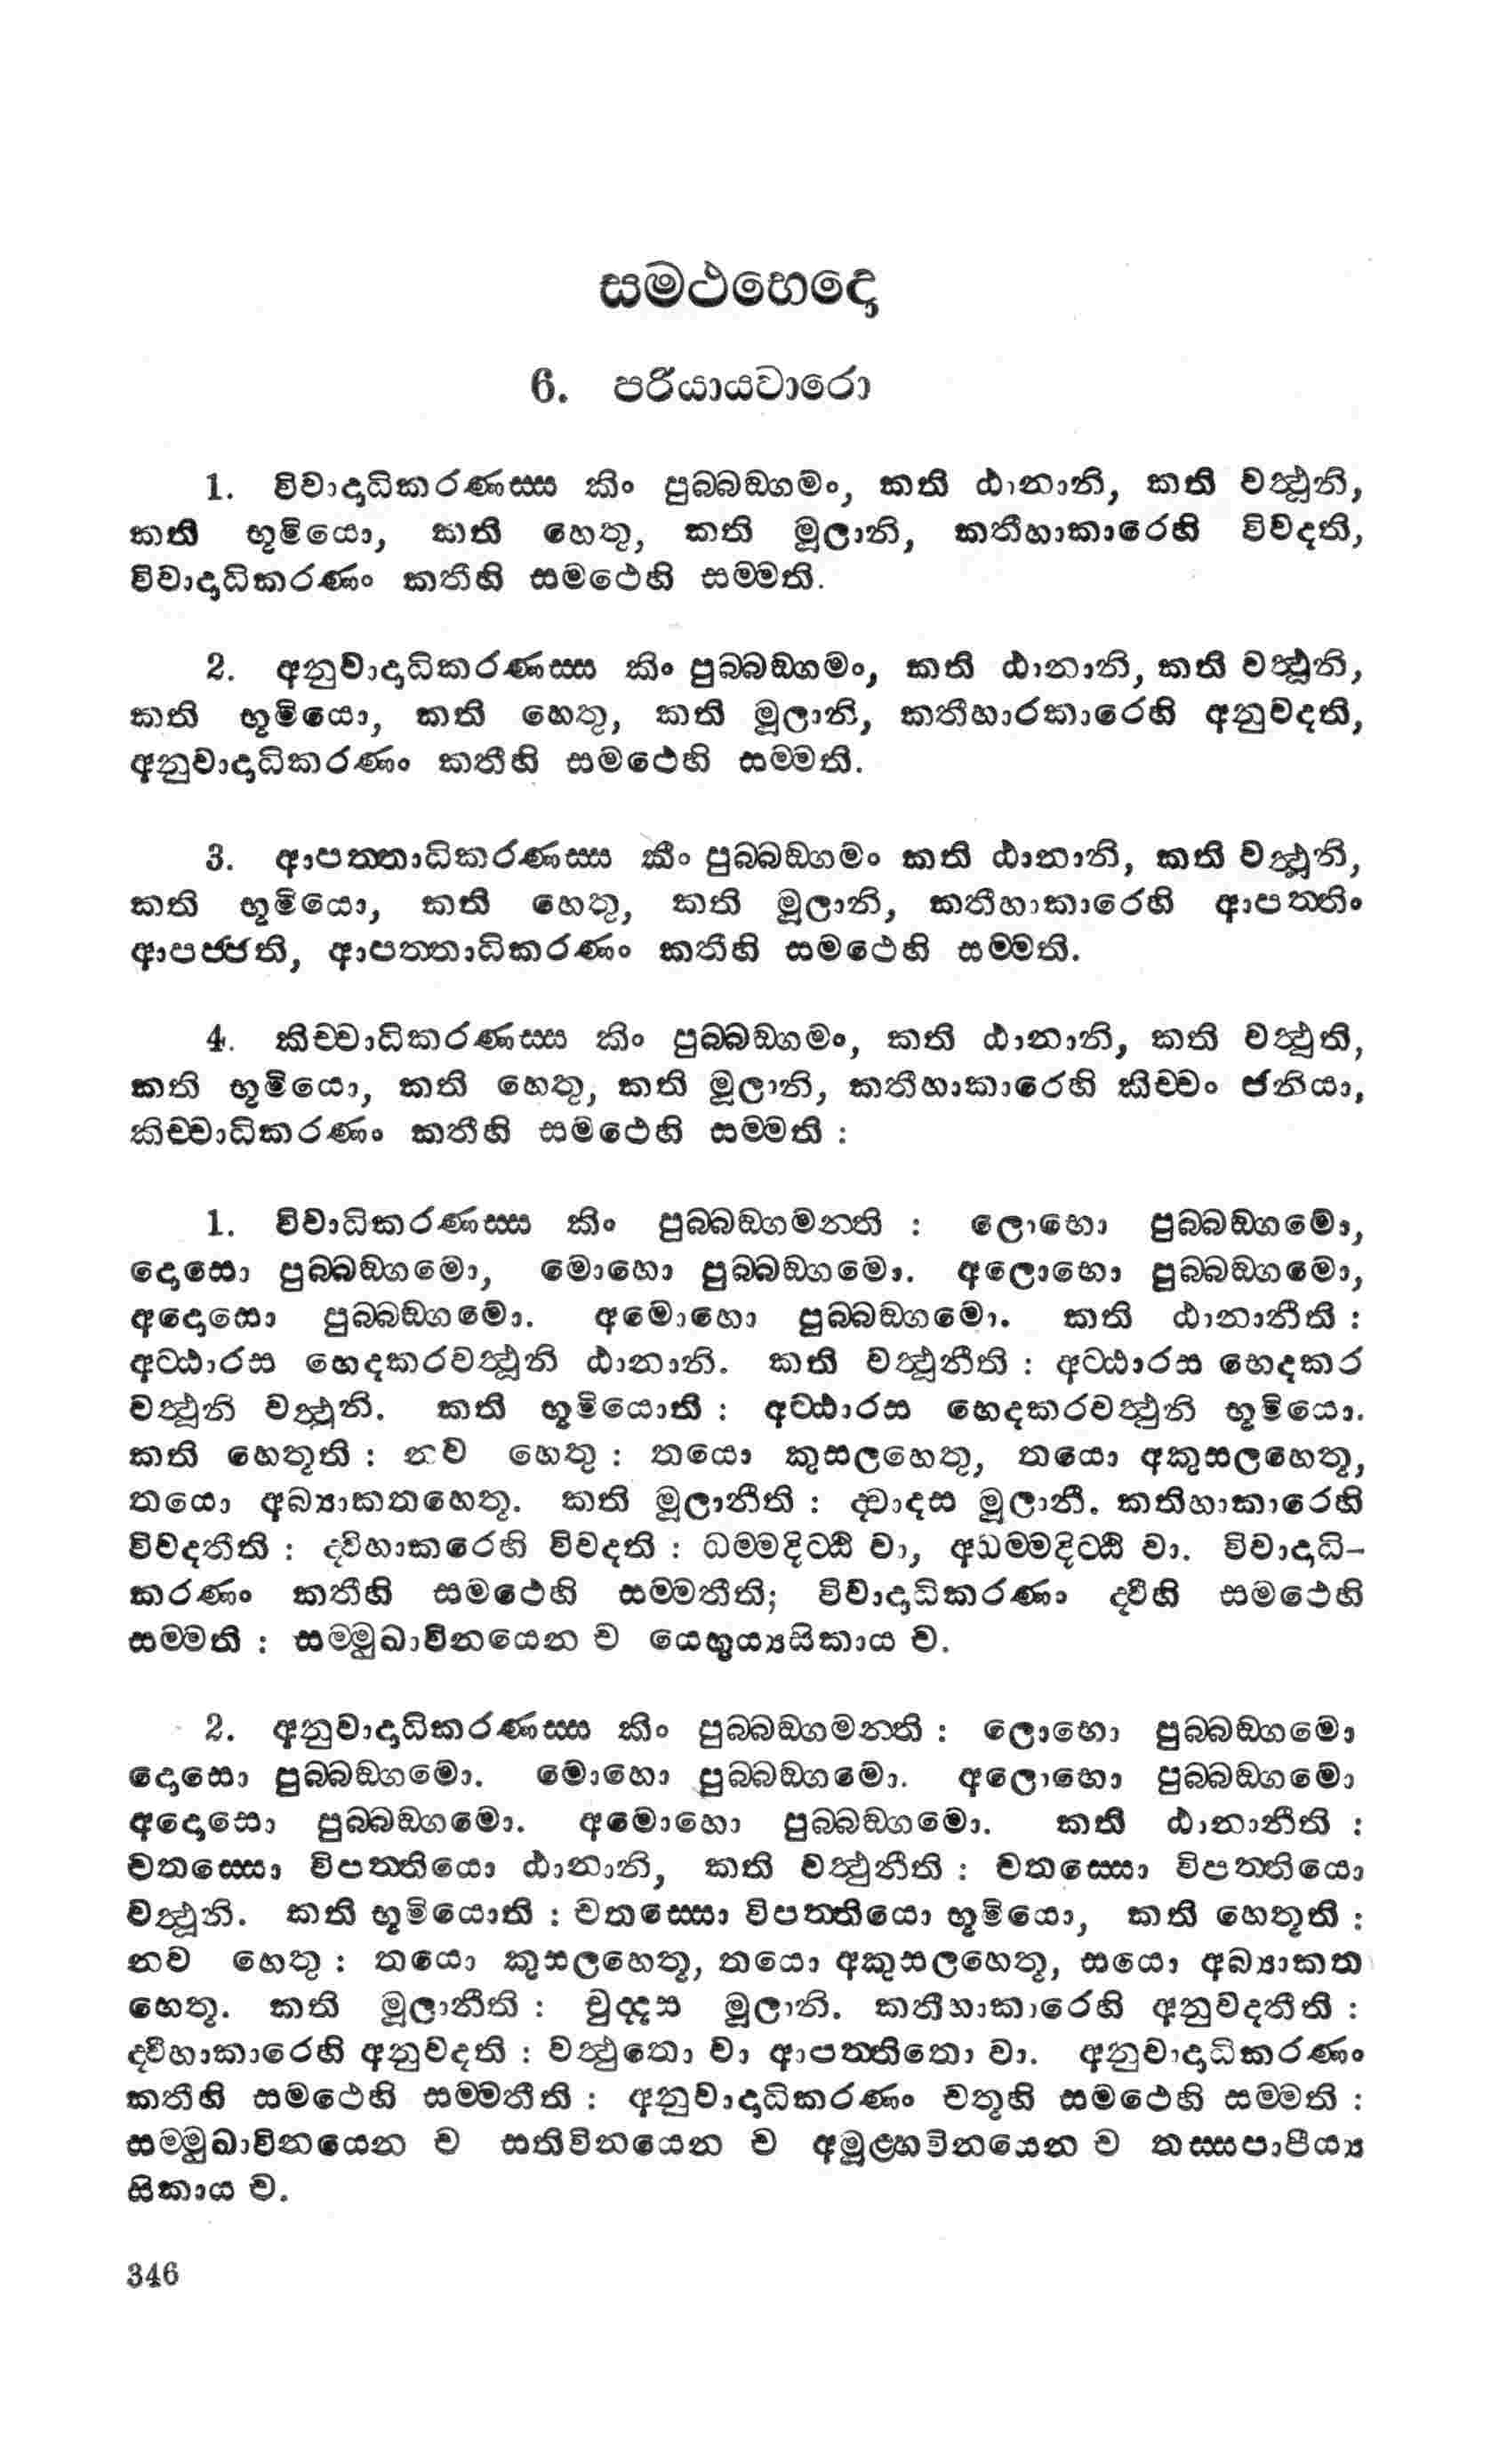 සමථභෙදො
6. පරියායවාරො
1. විවාදාධිකරණස්ස කිං පුබ්බඞ්ගමං, කති ඨානානි, කති වත්‍ථූනි,
කති භූමියො, කති හෙතු, කති මූලානි, කතීහාකාරෙහි විවදති,
විවාදාධිකරණං කතීහි සමථෙහි සම්මති.
2. අනුවාදාධිකරණස්ස කිං පුබ්බඞ්ගමං, කති ඨානානි, කති වත්‍ථූනි,
කති භූමියො, කති හෙතු, කති මූලානි, කතීහාරකාරෙහි අනුවදති,
අනුවාදාධිකරණං කතීහි සමථෙහි සම්මති.
3. ආපත්තාධිකරණස්ස කිං පුබ්බඞ්ගමං කති ඨානානි, කති වත්‍ථූනි,
කති භූමියො, කති හෙතු, කති මූලානි, කතීහාකාරෙහි ආපත්තිං
ආපජ්ජති, ආපත්තාධිකරණං කතීහි සමථෙහි සම්මති.
4. කිච්චාධිකරණස්ස කිං පුබ්බඞ්ගමං, කති ඨානානි, කති වත්‍ථුති,
කති භූමියො, කති හෙතු, කති මූලානි, කතීහාකාරෙහි කිච්චං ජනියා,
කිච්චාධිකරණං කතීහි සමථෙහි සම්මති :
1. විවාධිකරණස්ස කිං පුබ්බඞ්ගමන්ති : ලොභො පුබ්බඞ්ගමො,
දොසො පුබ්බඞ්ගමො, මොහො පුබ්බඞ්ගමො. අලොභො පුබ්බඞ්ගමො,
අදොසො පුබ්බඞ්ගමො. අමොහො පුබ්බඞ්ගමො. කති ඨානානීති :
අට්ඨාරස භෙදකරවත්‍ථූනි ඨානානි. කති වත්‍ථූනීති : අට්ඨාරස භෙදකර
වත්‍ථූනි වත්‍ථූනි. කති භූමියොති : අට්ඨාරස භෙදකරවත්‍ථුනි භූමියො.
කති හෙතූති : නව හෙතු : තයො කුසලහෙතු, තයො අකුසලහෙතූ,
තයො අබ්‍යාකතහෙතූ. කති මූලානීති : ද්වාදස මූලානී. කතිහාකාරෙහි
විවදතීති : ද්විහාකරෙහි විවදති : ධම්මදිට්ඨි වා, අධම්මදිට්ඨි වා. විවාදාධි-
කරණං කතීහි සමථෙහි සම්මතීති; විවාදාධිකරණං ද්වීහි සමථෙහි
සම්මති : සම්මුඛාවිනයෙන ච යෙභුය්‍යසිකාය ච.
2. අනුවාදාධිකරණස්ස කිං පුබ්බඞ්ගමන්ති : ලොභො පුබ්බඞ්ගමො
දොසො පුබ්බඞ්ගමො. මොහො පුබ්බඞ්ගමො. අලොභො පුබ්බඞ්ගමො
අදොසො පුබ්බඞ්ගමො. අමොහො පුබ්බඞ්ගමො. කති ඨානානීති :
චතස්සො විපත්තියො ඨානානි, කති වත්‍ථුනීති : චතස්සො විපත්තියො
වත්‍ථූනි. කති භූමියොති : චතස්සො විපත්තියො භූමියො, කති හෙතූති :
නව හෙතු : තයො කුසලහෙතූ, තයො අකුසලහෙතූ, සයො අබ්‍යාකත
හෙතූ. කති මූලානීති : චුද්දස මූලානි. කතීහාකාරෙහි අනුවදතීති :
ද්වීහාකාරෙහි අනුවදති : වත්‍ථුතො වා ආපත්තිතො වා. අනුවාදාධිකරණං
කතීහි සමථෙහි සම්මතීති : අනුවාදාධිකරණං චතූහි සමථෙහි සම්මති :
සම්මුඛාවිනයෙන ච සතිවිනයෙන ච අමූළ්හවිනයෙන ච තස්සපාපීය්‍ය
සිකාය ච.
346